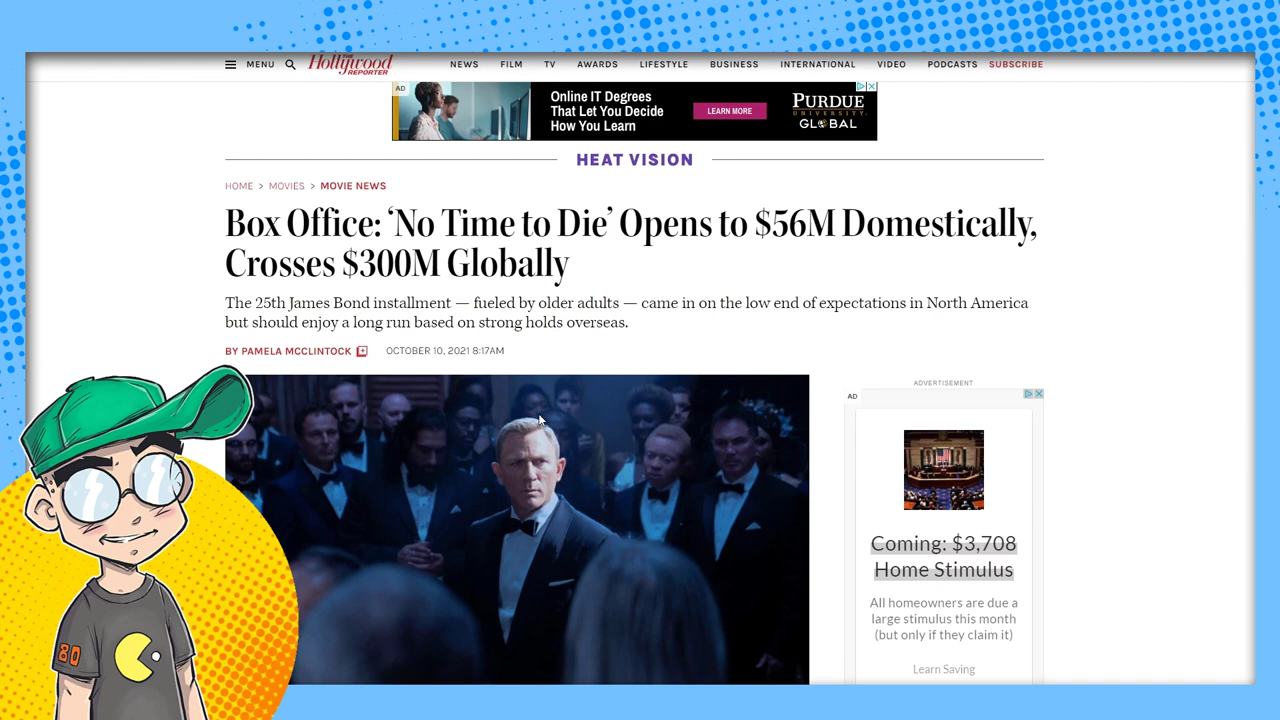 MENU
The Hollywood REPORTER
NEWS FILM TV AWARDS LIFESTYLE BUSINESS INTERNATIONAL VIDEO PODCASTS SUBSCRIBE
AD
Online IT Degrees
That Let You Decide
How You Learn
LEARN MORE
PURDUE
UNIVERSITY
GLOBAL
HEAT VISION
HOME > MOVIES > MOVIE NEWS
Box Office: ‘No Time to Die’ Opens to $56M Domestically,
Crosses $300M Globally
The 25th James Bond installment — fueled by older adults — came in on the low end of expectations in North America
but should enjoy a long run based on strong holds overseas.
BY PAMELA MCCLINTOCK OCTOBER 10, 2021 8:17AM
ADVERTISEMENT
AD
Coming: $3,708
Home Stimulus
All homeowners are due a
large stimulus this month
(but only if they claim it)
Learn Saving
80